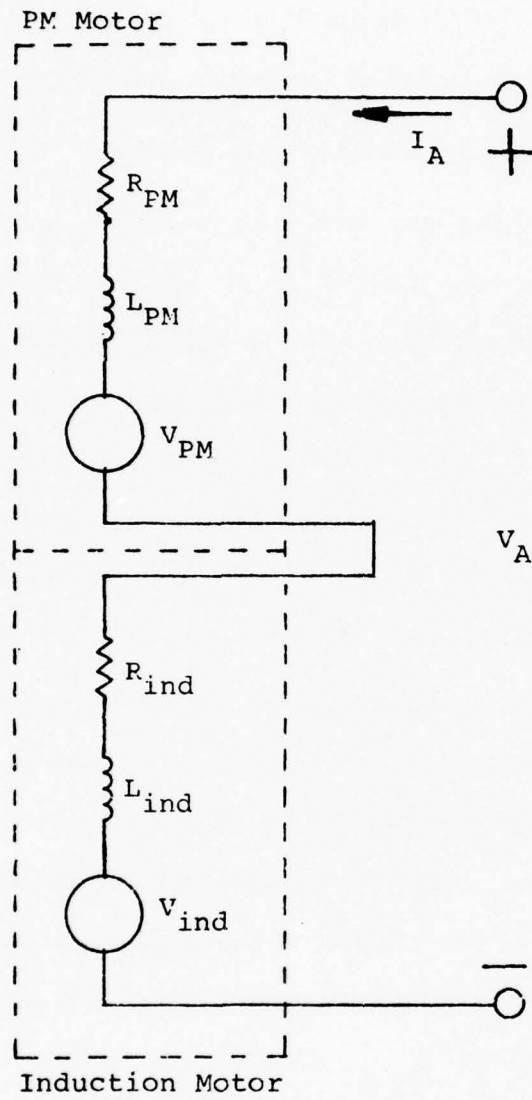 PM Motor
I_A
+
R_PM
L_PM
V_PM
V_A
R_ind
L_ind
V_ind
−
Induction Motor